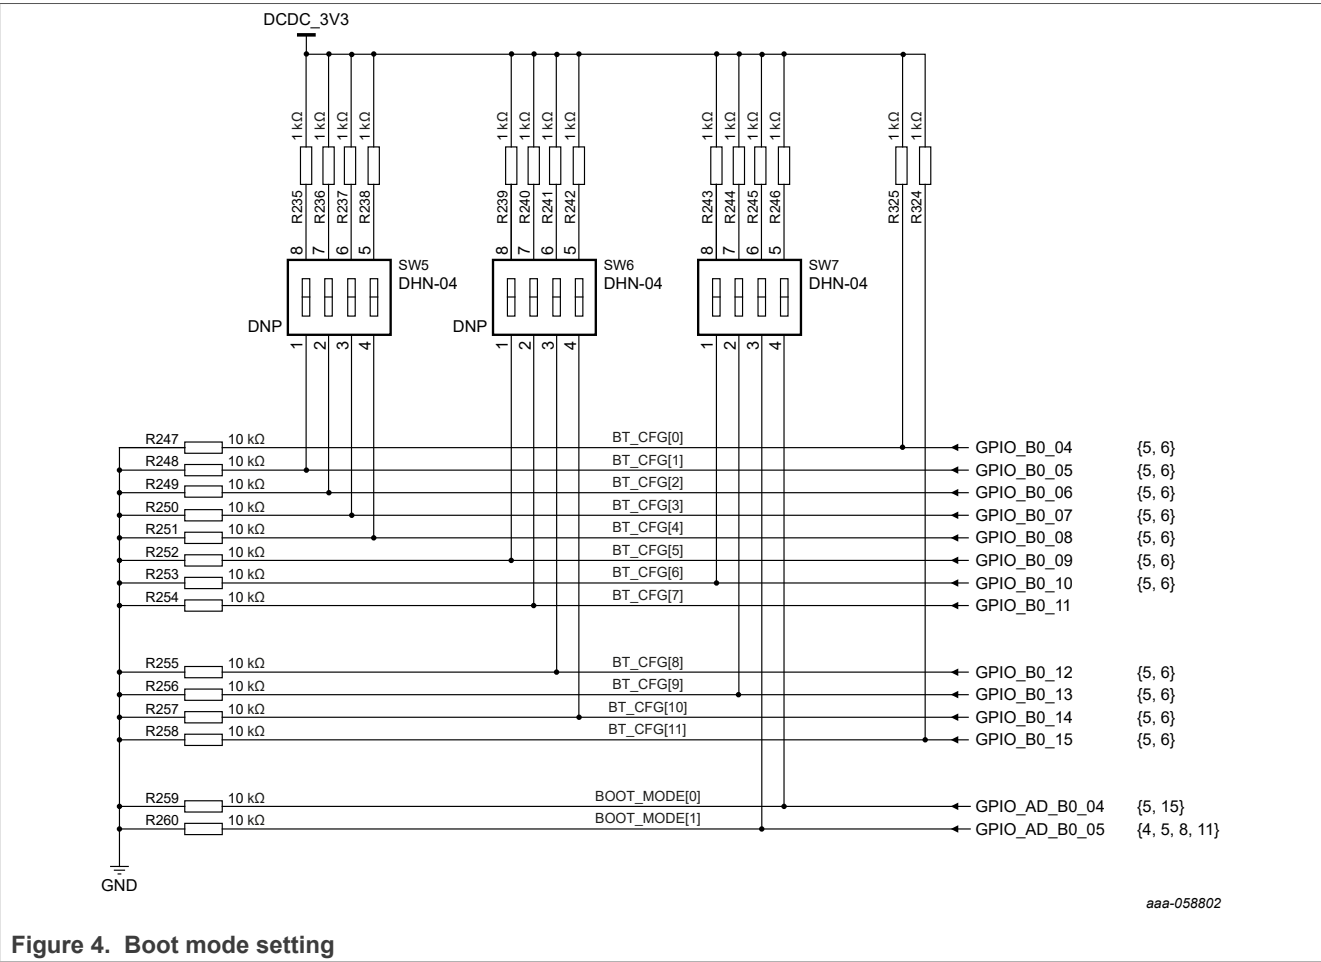 DCDC_3V3
1 kΩ 1 kΩ 1 kΩ 1 kΩ 1 kΩ 1 kΩ 1 kΩ 1 kΩ 1 kΩ 1 kΩ 1 kΩ 1 kΩ 1 kΩ 1 kΩ
R235 R236 R237 R238 R239 R240 R241 R242 R243 R244 R245 R246 R325 R324
8 7 6 5 8 7 6 5 8 7 6 5
SW5 SW6 SW7
DHN-04 DHN-04 DHN-04
DNP DNP
1 2 3 4 1 2 3 4 1 2 3 4
R247 10 kΩ BT_CFG[0] GPIO_B0_04 {5, 6}
R248 10 kΩ BT_CFG[1] GPIO_B0_05 {5, 6}
R249 10 kΩ BT_CFG[2] GPIO_B0_06 {5, 6}
R250 10 kΩ BT_CFG[3] GPIO_B0_07 {5, 6}
R251 10 kΩ BT_CFG[4] GPIO_B0_08 {5, 6}
R252 10 kΩ BT_CFG[5] GPIO_B0_09 {5, 6}
R253 10 kΩ BT_CFG[6] GPIO_B0_10 {5, 6}
R254 10 kΩ BT_CFG[7] GPIO_B0_11
R255 10 kΩ BT_CFG[8] GPIO_B0_12 {5, 6}
R256 10 kΩ BT_CFG[9] GPIO_B0_13 {5, 6}
R257 10 kΩ BT_CFG[10] GPIO_B0_14 {5, 6}
R258 10 kΩ BT_CFG[11] GPIO_B0_15 {5, 6}
R259 10 kΩ BOOT_MODE[0] GPIO_AD_B0_04 {5, 15}
R260 10 kΩ BOOT_MODE[1] GPIO_AD_B0_05 {4, 5, 8, 11}
GND
aaa-058802
Figure 4. Boot mode setting